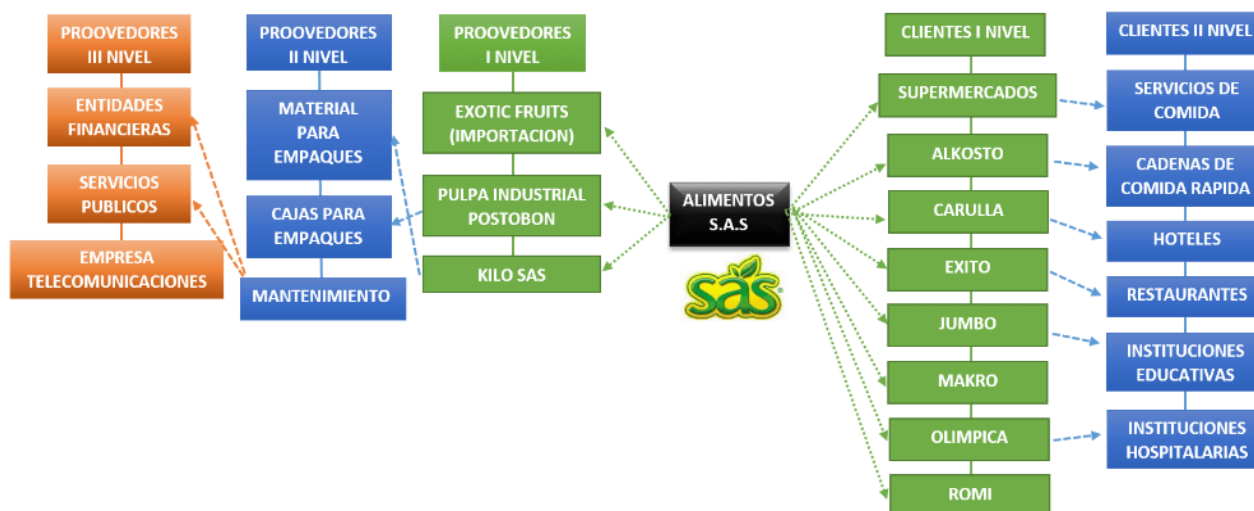 PROOVEDORES
III NIVEL
ENTIDADES
FINANCIERAS
SERVICIOS
PUBLICOS
EMPRESA
TELECOMUNICACIONES
PROOVEDORES
II NIVEL
MATERIAL
PARA
EMPAQUES
CAJAS PARA
EMPAQUES
MANTENIMIENTO
PROOVEDORES
I NIVEL
EXOTIC FRUITS
(IMPORTACION)
PULPA INDUSTRIAL
POSTOBON
KILO SAS
ALIMENTOS
S.A.S
sas®
CLIENTES I NIVEL
SUPERMERCADOS
ALKOSTO
CARULLA
EXITO
JUMBO
MAKRO
OLIMPICA
ROMI
CLIENTES II NIVEL
SERVICIOS DE
COMIDA
CADENAS DE
COMIDA RAPIDA
HOTELES
RESTAURANTES
INSTITUCIONES
EDUCATIVAS
INSTITUCIONES
HOSPITALARIAS